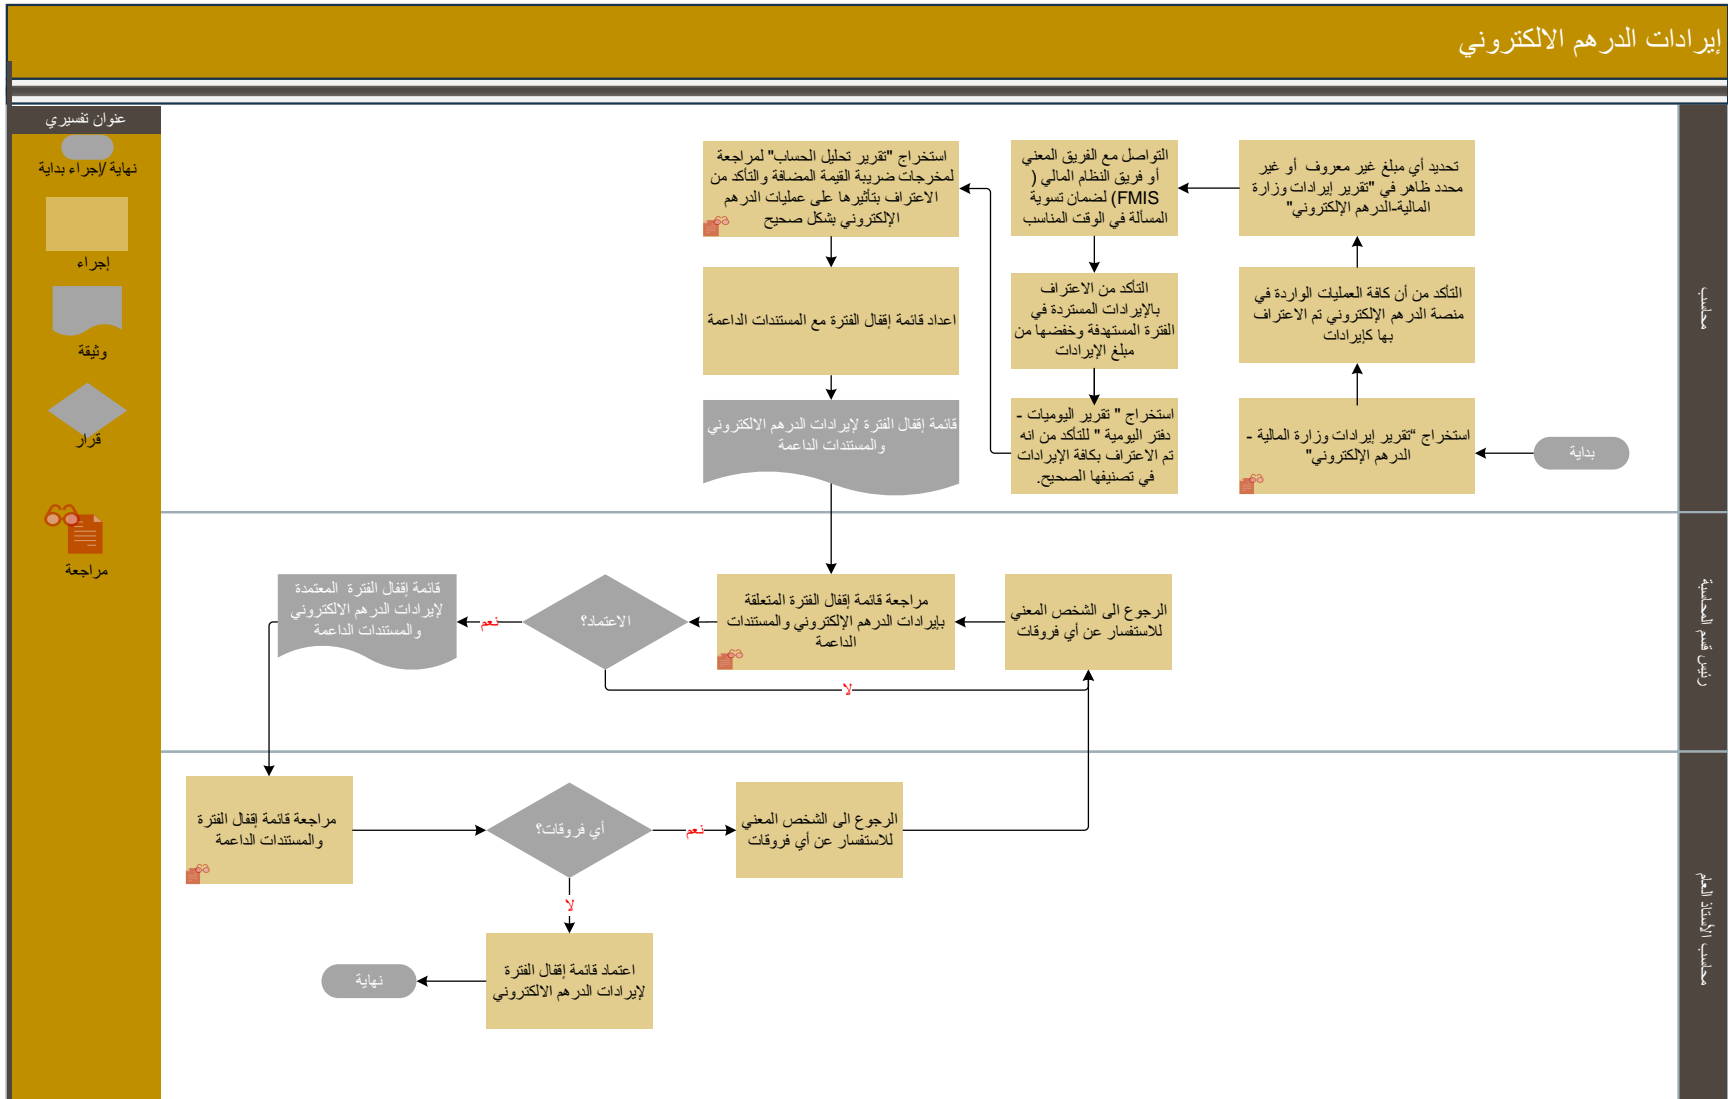 إيرادات الدرهم الالكتروني
عنوان تفسيري
نهاية /إجراء بداية
إجراء
وثيقة
قرار
مراجعة
محاسب
بداية
استخراج "تقرير إيرادات وزارة المالية -
الدرهم الإلكتروني"
التأكد من أن كافة العمليات الواردة في
منصة الدرهم الإلكتروني تم الاعتراف
بها كإيرادات
تحديد أي مبلغ غير معروف أو غير
محدد ظاهر في "تقرير إيرادات وزارة
المالية-الدرهم الإلكتروني"
التواصل مع الفريق المعني
أو فريق النظام المالي (
FMIS) لضمان تسوية
المسألة في الوقت المناسب
التأكد من الاعتراف
بالإيرادات المستردة في
الفترة المستهدفة وخفضها من
مبلغ الإيرادات
استخراج " تقرير اليوميات -
دفتر اليومية " للتأكد من انه
تم الاعتراف بكافة الإيرادات
في تصنيفها الصحيح.
استخراج "تقرير تحليل الحساب" لمراجعة
لمخرجات ضريبة القيمة المضافة والتأكد من
الاعتراف بتأثيرها على عمليات الدرهم
الإلكتروني بشكل صحيح
اعداد قائمة إقفال الفترة مع المستندات الداعمة
قائمة إقفال الفترة لإيرادات الدرهم الالكتروني
والمستندات الداعمة
رئيس قسم المحاسبة
الرجوع الى الشخص المعني
للاستفسار عن أي فروقات
مراجعة قائمة إقفال الفترة المتعلقة
بإيرادات الدرهم الإلكتروني والمستندات
الداعمة
الاعتماد؟
نعم
لا
قائمة إقفال الفترة المعتمدة
لإيرادات الدرهم الالكتروني
والمستندات الداعمة
محاسب الأستاذ العام
مراجعة قائمة إقفال الفترة
والمستندات الداعمة
أي فروقات؟
نعم
الرجوع الى الشخص المعني
للاستفسار عن أي فروقات
لا
اعتماد قائمة إقفال الفترة
لإيرادات الدرهم الالكتروني
نهاية